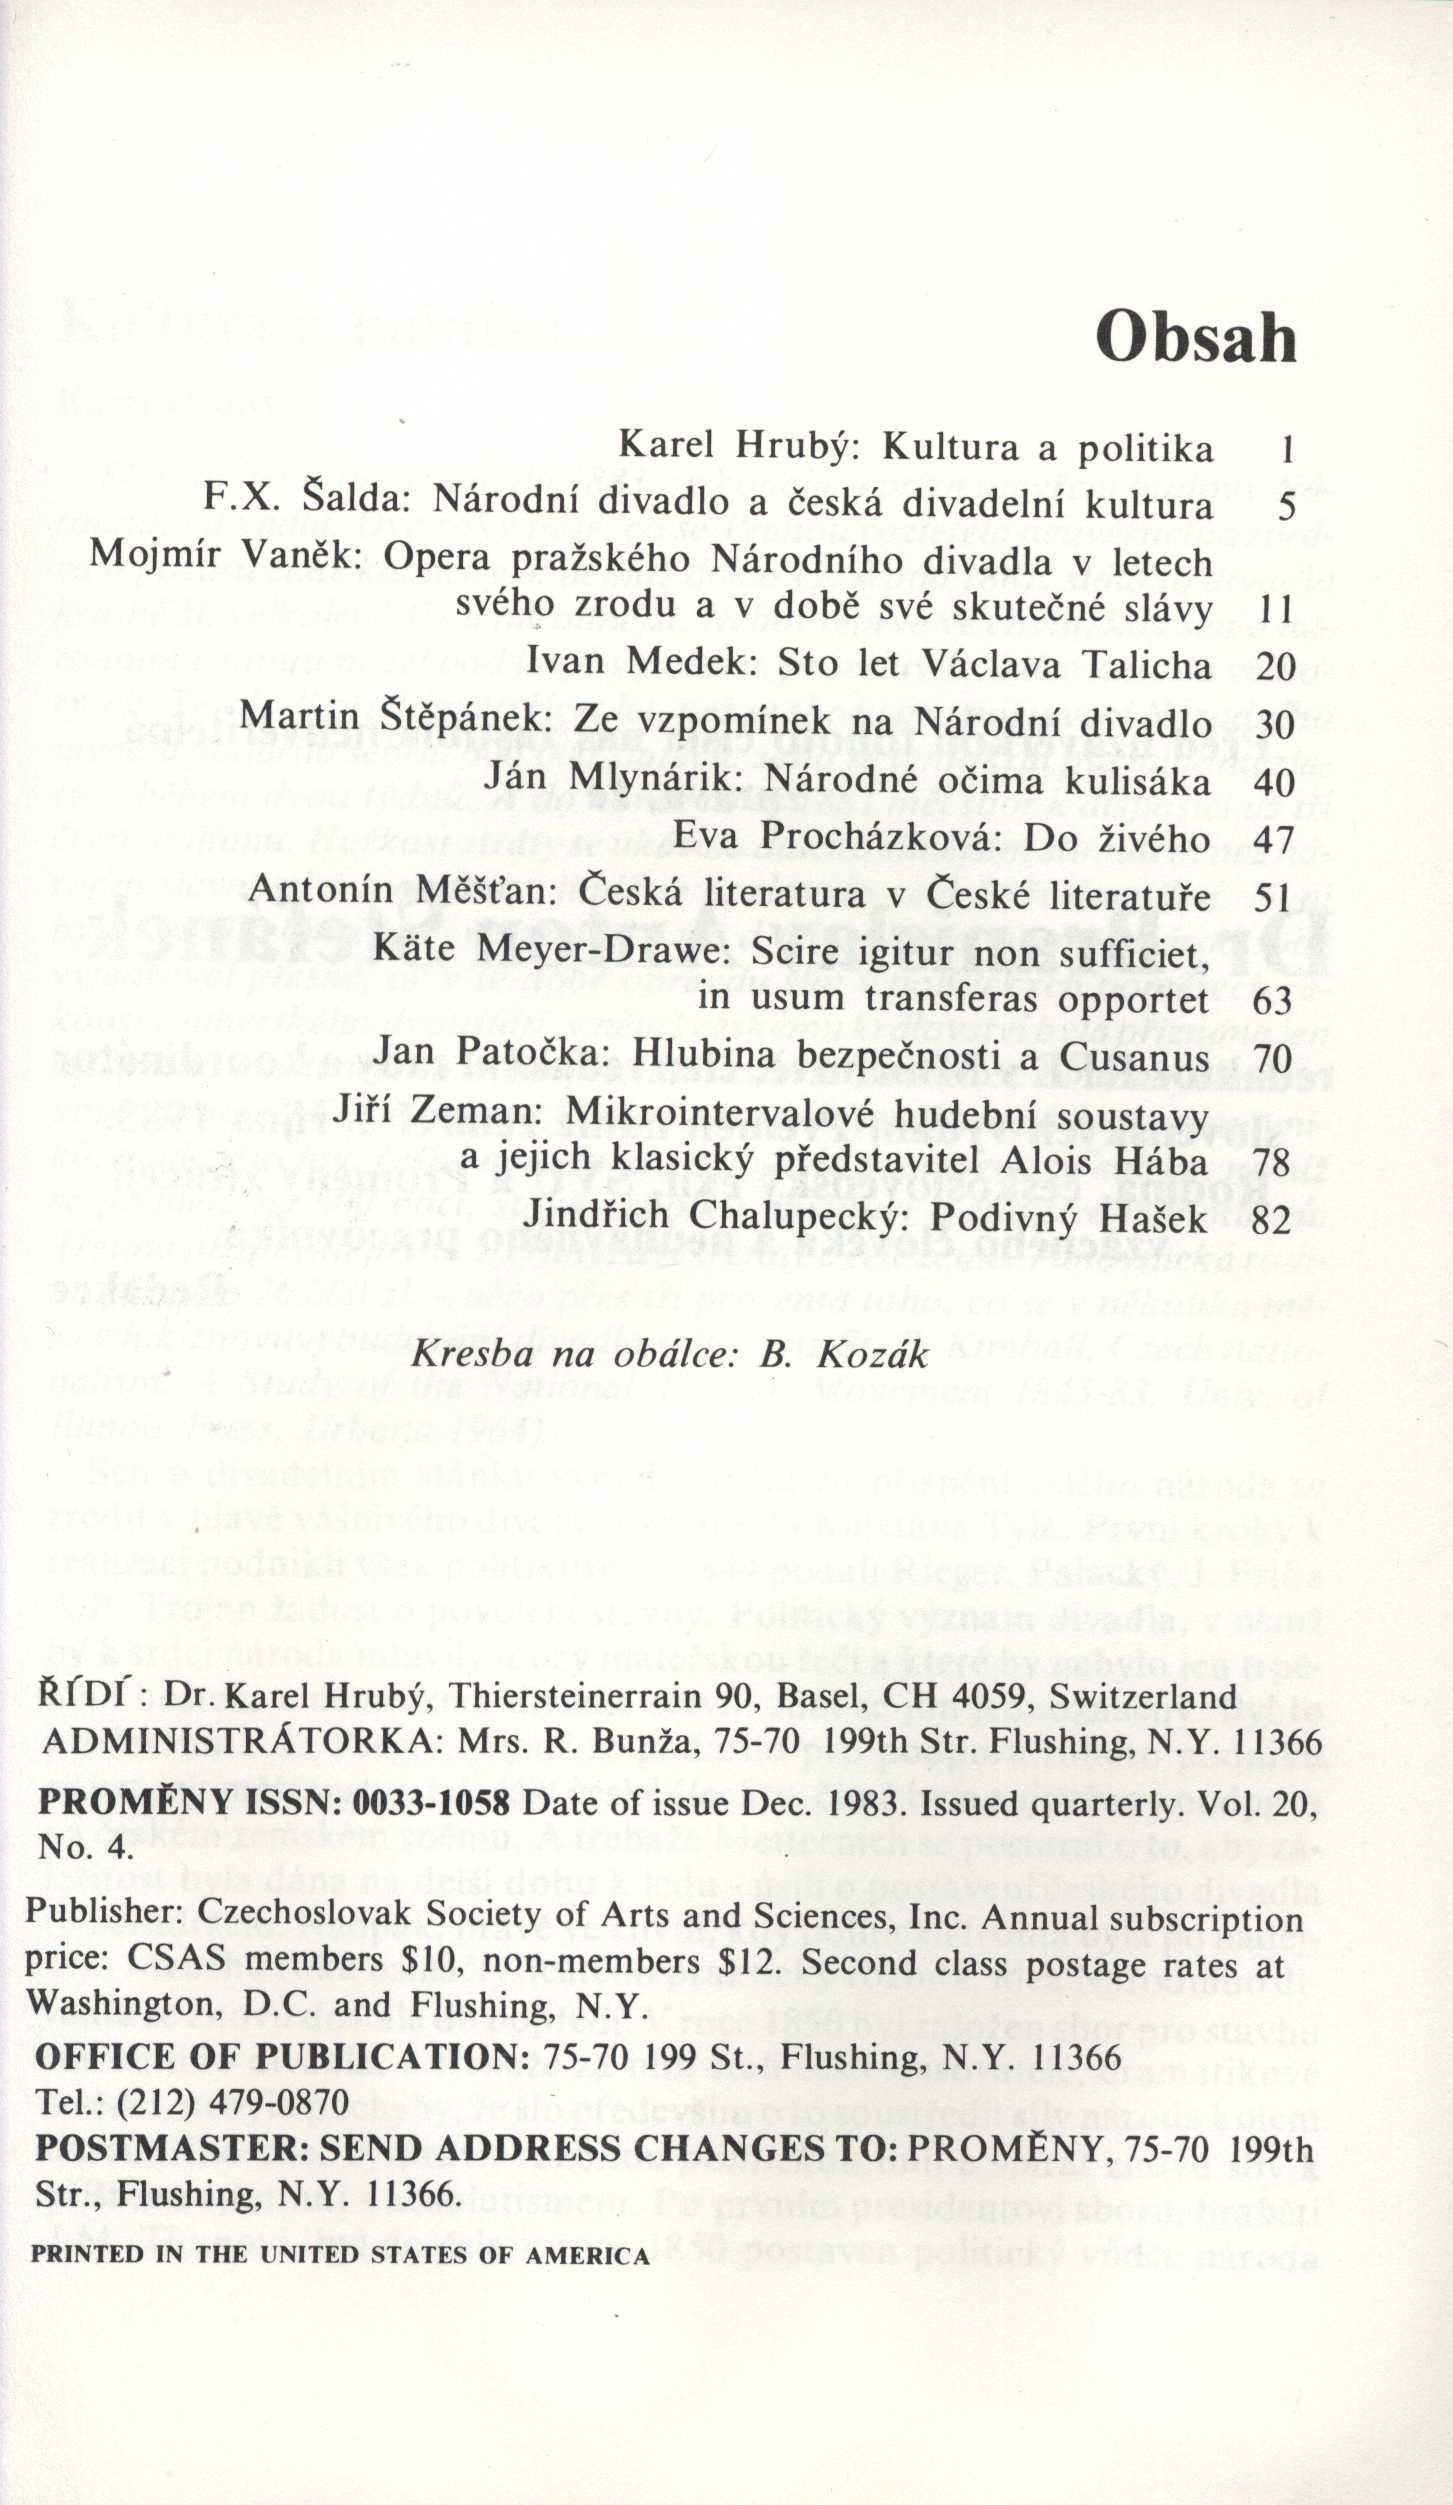 Obsah
Karel Hrubý: Kultura a politika 1
F.X. Šalda: Národní divadlo a česká divadelní kultura 5
Mojmír Vaněk: Opera pražského Národního divadla v letech
svého zrodu a v době své skutečné slávy 11
Ivan Medek: Sto let Václava Talicha 20
Martin Štěpánek: Ze vzpomínek na Národní divadlo 30
Ján Mlynárik: Národné očima kulisáka 40
Eva Procházková: Do živého 47
Antonín Měšťan: Česká literatura v České literatuře 51
Käte Meyer-Drawe: Scire igitur non sufficiet,
in usum transferas opportet 63
Jan Patočka: Hlubina bezpečnosti a Cusanus 70
Jiří Zeman: Mikrointervalové hudební soustavy
a jejich klasický představitel Alois Hába 78
Jindřich Chalupecký: Podivný Hašek 82
Kresba na obálce: B. Kozák
ŘÍDÍ : Dr. Karel Hrubý, Thiersteinerrain 90, Basel, CH 4059, Switzerland
ADMINISTRÁTORKA: Mrs. R. Bunža, 75-70 199th Str. Flushing, N.Y. 11366
PROMĚNY ISSN: 0033-1058 Date of issue Dec. 1983. Issued quarterly. Vol. 20,
No. 4.
Publisher: Czechoslovak Society of Arts and Sciences, Inc. Annual subscription
price: CSAS members $10, non-members $12. Second class postage rates at
Washington, D.C. and Flushing, N.Y.
OFFICE OF PUBLICATION: 75-70 199 St., Flushing, N.Y. 11366
Tel.: (212) 479-0870
POSTMASTER: SEND ADDRESS CHANGES TO: PROMĚNY, 75-70 199th
Str., Flushing, N.Y. 11366.
PRINTED IN THE UNITED STATES OF AMERICA